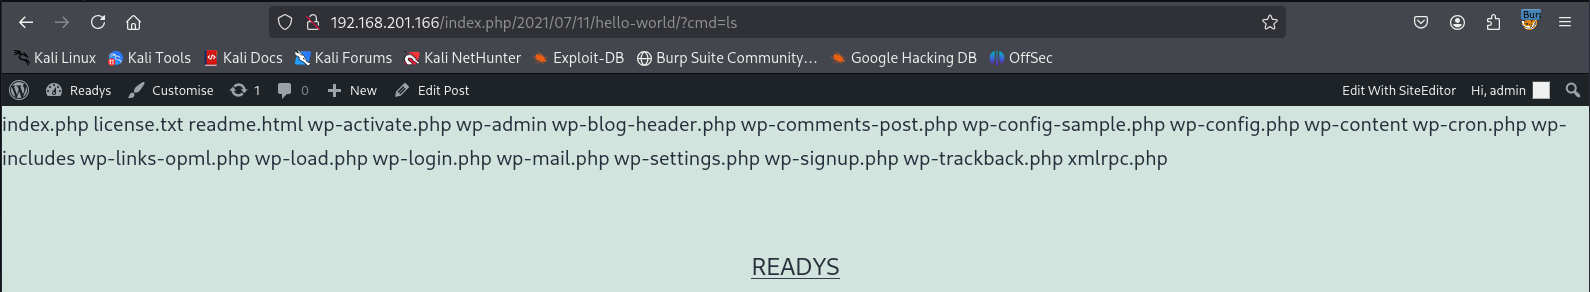 192.168.201.166/index.php/2021/07/11/hello-world/?cmd=ls
Kali Linux Kali Tools Kali Docs Kali Forums Kali NetHunter Exploit-DB Burp Suite Community… Google Hacking DB OffSec
Readys Customise 1 0 New Edit Post Edit With SiteEditor Hi, admin
index.php license.txt readme.html wp-activate.php wp-admin wp-blog-header.php wp-comments-post.php wp-config-sample.php wp-config.php wp-content wp-cron.php wp-
includes wp-links-opml.php wp-load.php wp-login.php wp-mail.php wp-settings.php wp-signup.php wp-trackback.php xmlrpc.php
READYS